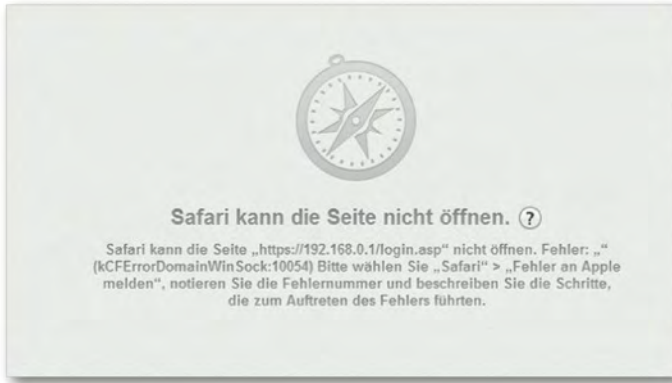 Safari kann die Seite nicht öffnen. ?
Safari kann die Seite „https://192.168.0.1/login.asp“ nicht öffnen. Fehler: „“
(kCFErrorDomainWinSock:10054) Bitte wählen Sie „Safari“ > „Fehler an Apple
melden“, notieren Sie die Fehlernummer und beschreiben Sie die Schritte,
die zum Auftreten des Fehlers führten.